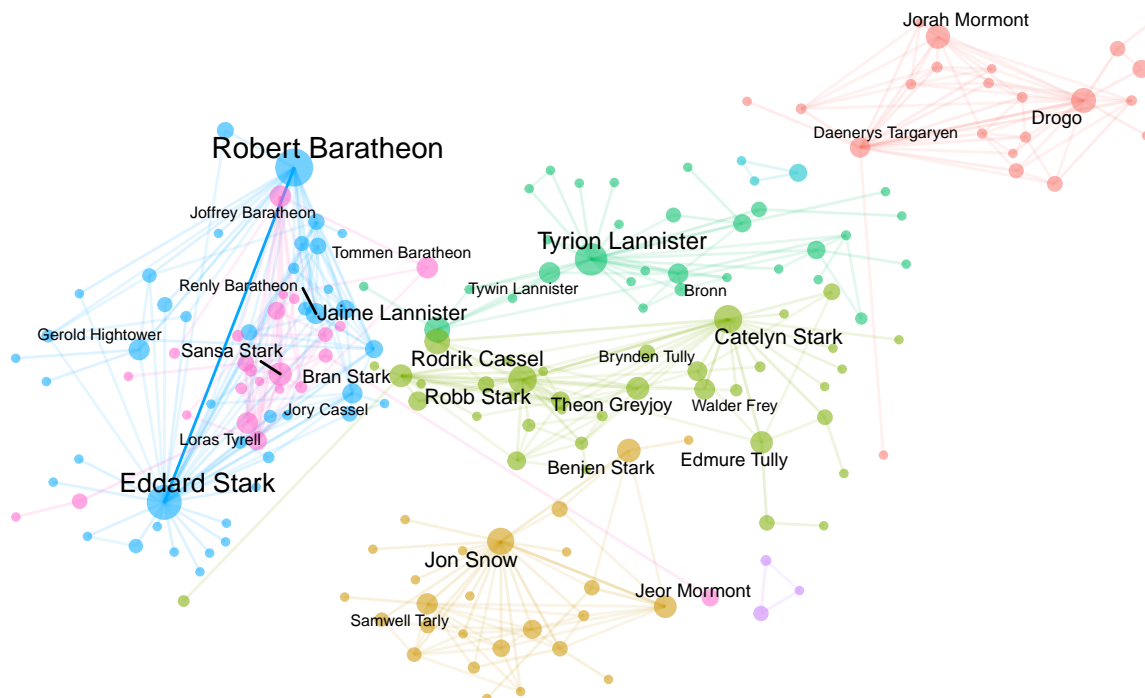 Jorah Mormont
Drogo
Daenerys Targaryen
Robert Baratheon
Joffrey Baratheon
Tommen Baratheon
Tyrion Lannister
Renly Baratheon
Tywin Lannister
Bronn
Jaime Lannister
Gerold Hightower
Catelyn Stark
Sansa Stark
Rodrik Cassel
Brynden Tully
Bran Stark
Robb Stark
Theon Greyjoy
Walder Frey
Jory Cassel
Loras Tyrell
Benjen Stark
Edmure Tully
Eddard Stark
Jon Snow
Jeor Mormont
Samwell Tarly